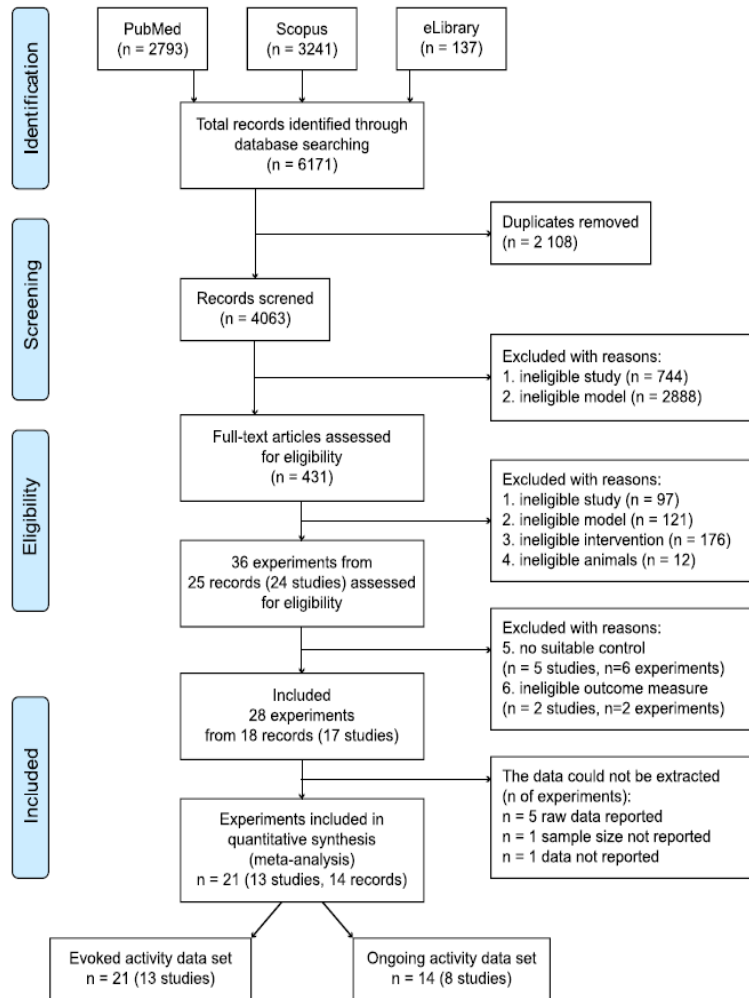 PubMed
(n = 2793)
Scopus
(n = 3241)
eLibrary
(n = 137)
Identification
Total records identified through
database searching
(n = 6171)
Duplicates removed
(n = 2 108)
Screening
Records screned
(n = 4063)
Excluded with reasons:
1. ineligible study (n = 744)
2. ineligible model (n = 2888)
Eligibility
Full-text articles assessed
for eligibility
(n = 431)
Excluded with reasons:
1. ineligible study (n = 97)
2. ineligible model (n = 121)
3. ineligible intervention (n = 176)
4. ineligible animals (n = 12)
36 experiments from
25 records (24 studies) assessed
for eligibility
Excluded with reasons:
5. no suitable control
(n = 5 studies, n=6 experiments)
6. ineligible outcome measure
(n = 2 studies, n=2 experiments)
Included
Included
28 experiments
from 18 records (17 studies)
The data could not be extracted
(n of experiments):
n = 5 raw data reported
n = 1 sample size not reported
n = 1 data not reported
Experiments included in
quantitative synthesis
(meta-analysis)
n = 21 (13 studies, 14 records)
Evoked activity data set
n = 21 (13 studies)
Ongoing activity data set
n = 14 (8 studies)